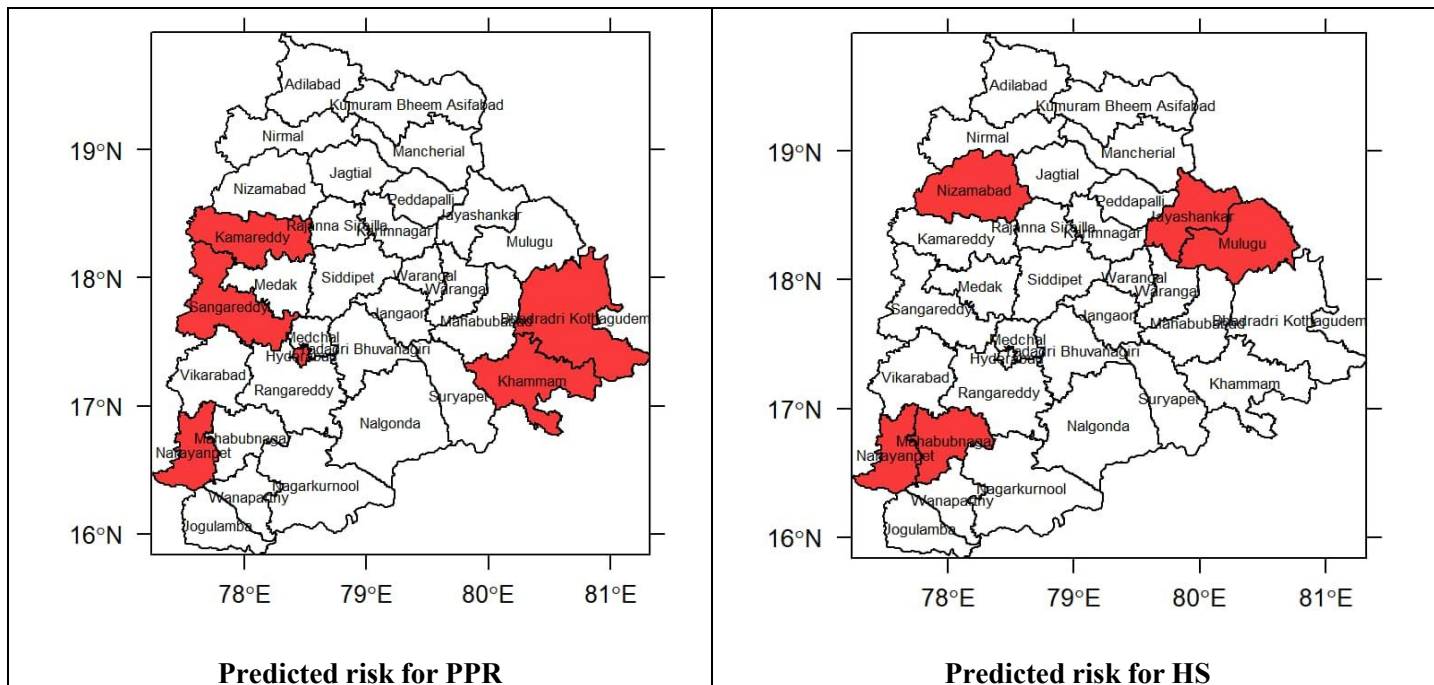 Adilabad
Kumuram Bheem Asifabad
Nirmal
19°N
Mancherial
Jagtial
Nizamabad
Peddapalli
Jayashankar
Rajanna Sircilla
Karimnagar
Kamareddy
Mulugu
18°N
Siddipet
Warangal
Medak
Warangal
Sangareddy
Jangaon
Mahabubabad
Bhadradri Kothagudem
Medchal
Yadadri Bhuvanagiri
Hyderabad
Vikarabad
Khammam
Rangareddy
17°N
Suryapet
Nalgonda
Mahabubnagar
Narayanpet
Nagarkurnool
Wanaparthy
Jogulamba
16°N
78°E 79°E 80°E 81°E
Predicted risk for PPR
Adilabad
Kumuram Bheem Asifabad
Nirmal
19°N
Mancherial
Jagtial
Nizamabad
Peddapalli
Jayashankar
Rajanna Sircilla
Karimnagar
Kamareddy
Mulugu
18°N
Siddipet
Warangal
Medak
Warangal
Sangareddy
Jangaon
Mahabubabad
Bhadradri Kothagudem
Medchal
Yadadri Bhuvanagiri
Hyderabad
Vikarabad
Khammam
Rangareddy
17°N
Suryapet
Nalgonda
Mahabubnagar
Narayanpet
Nagarkurnool
Wanaparthy
Jogulamba
16°N
78°E 79°E 80°E 81°E
Predicted risk for HS